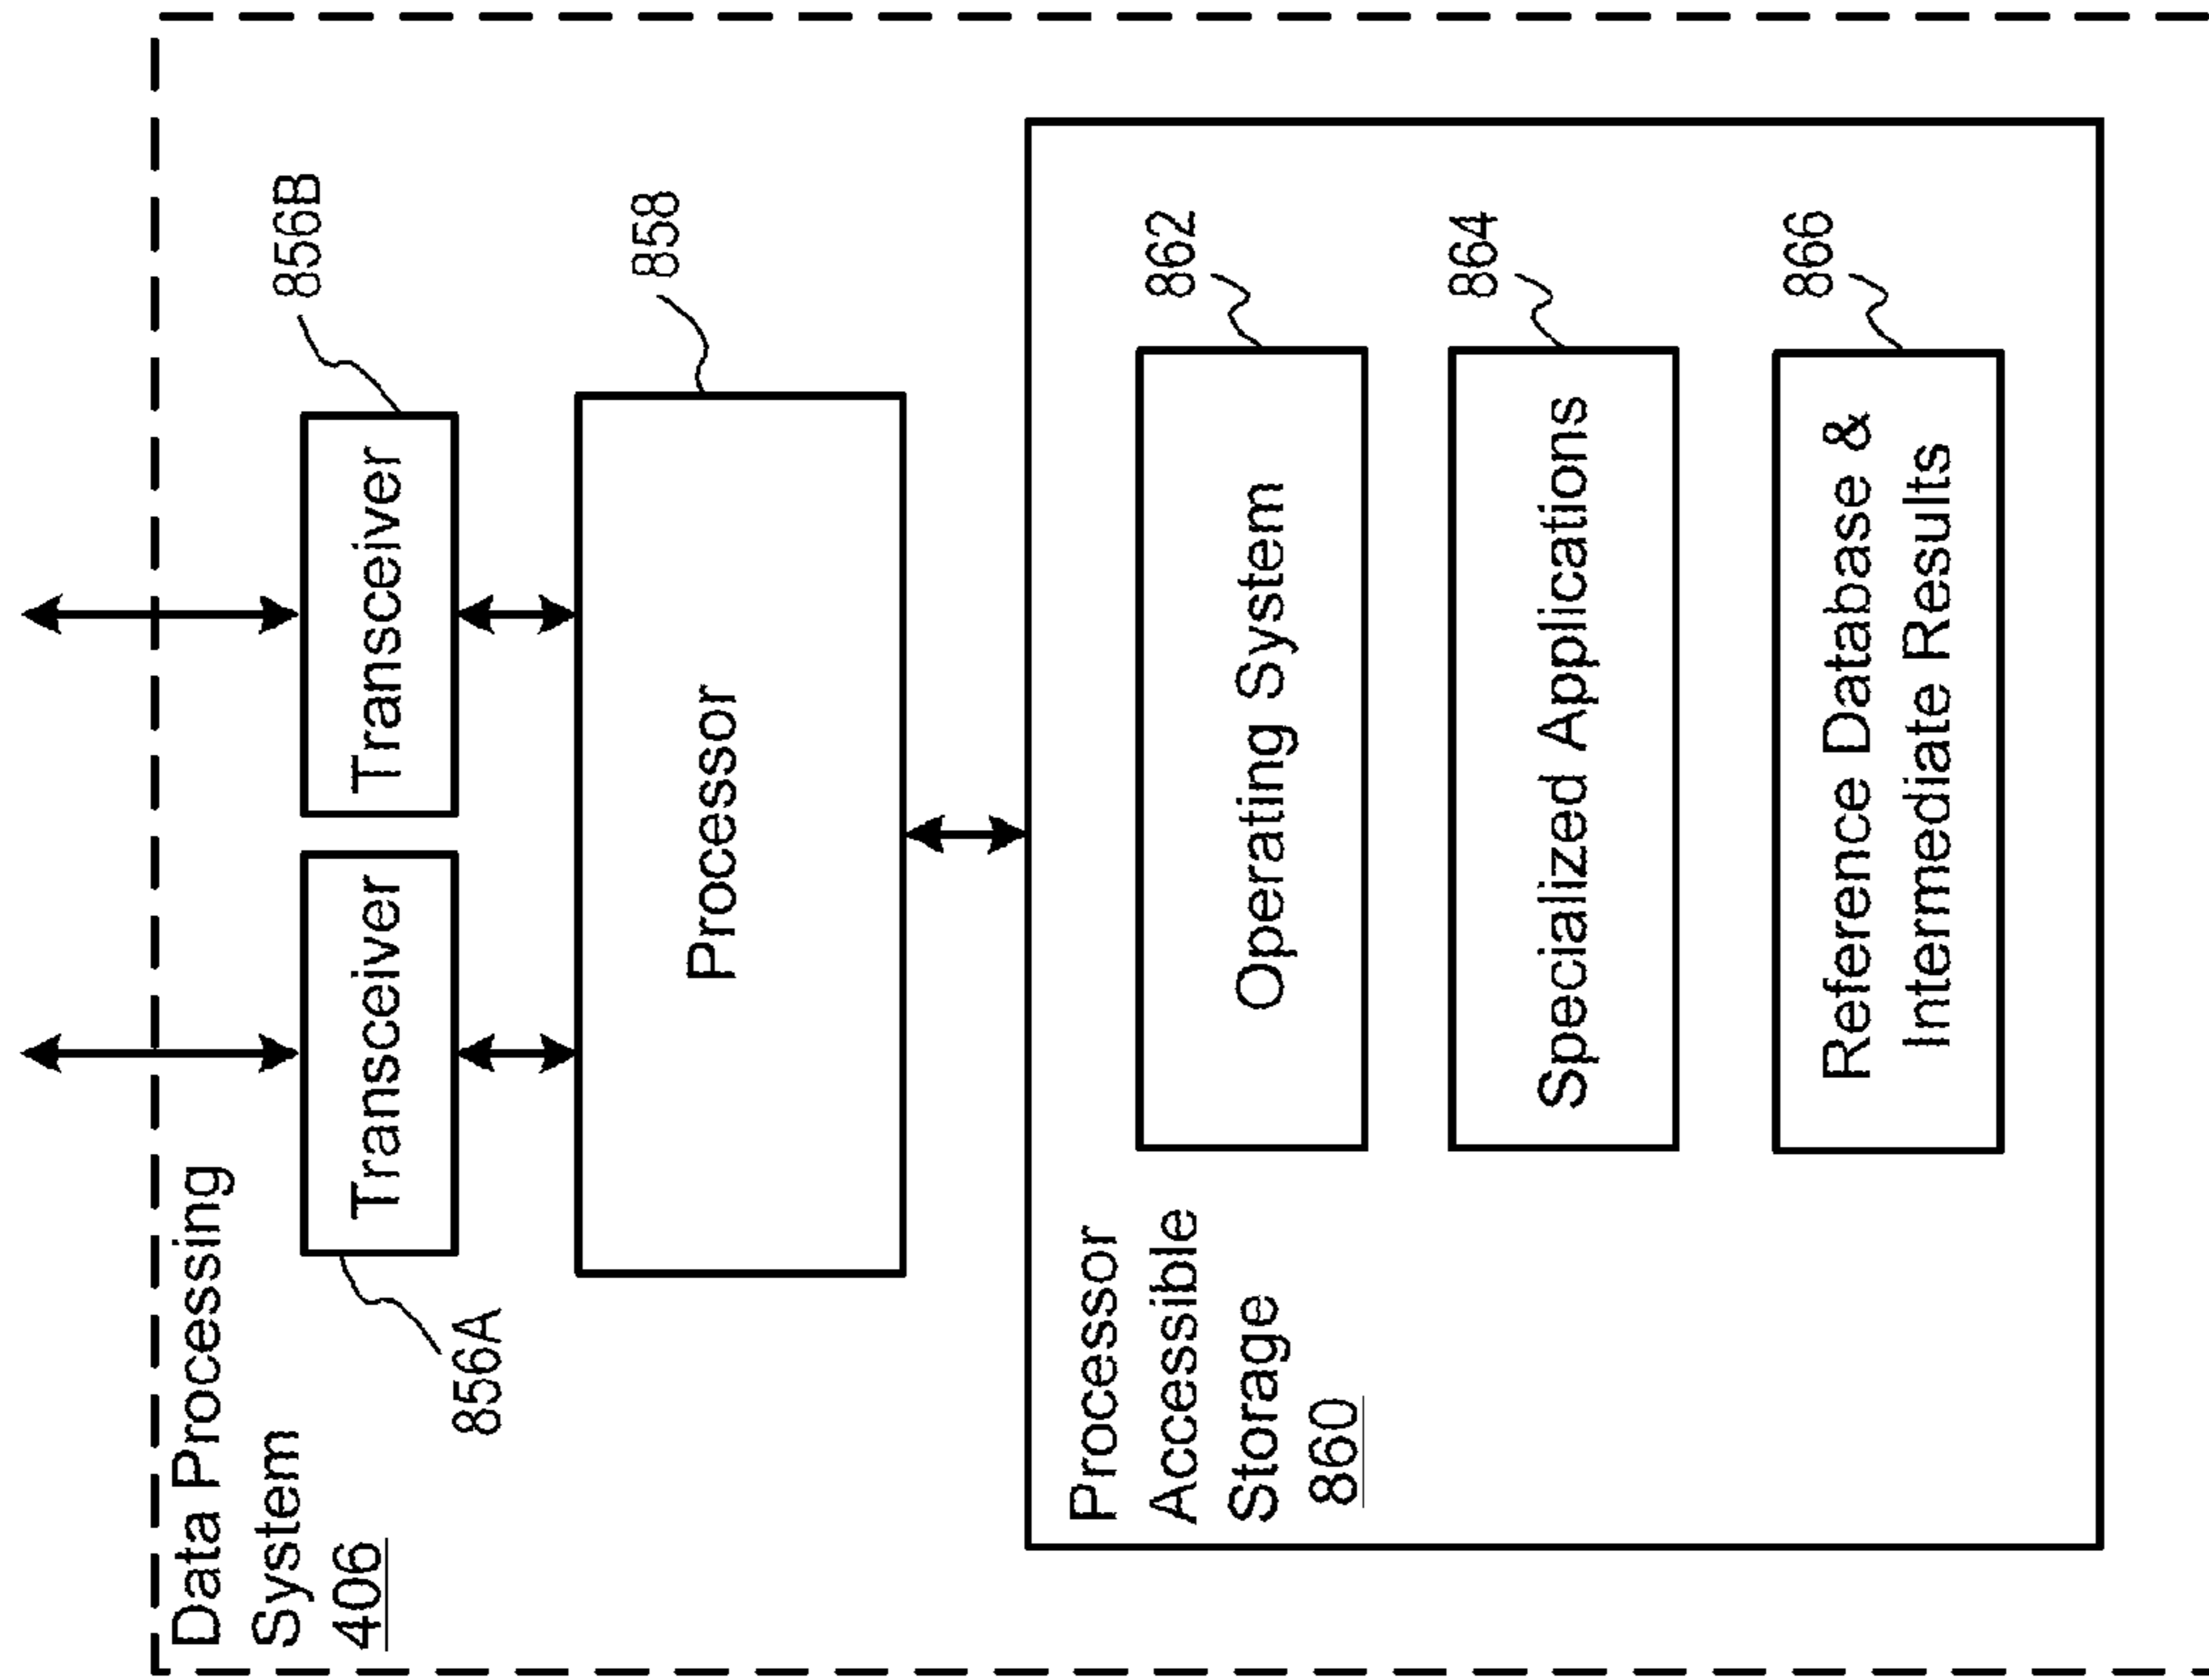 Data Processing
System
406
Transceiver
856A
Transceiver
856B
Processor
858
Processor
Accessible
Storage
860
Operating System
862
Specialized Applications
864
Reference Database &
Intermediate Results
866